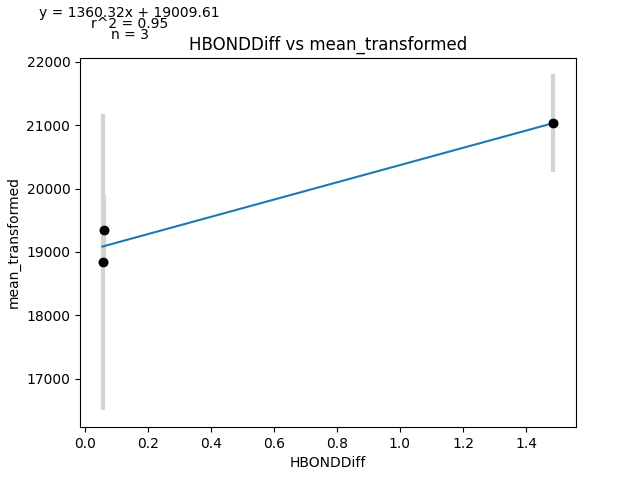 y = 1360.32x + 19009.61
r^2 = 0.95
n = 3
HBONDDiff vs mean_transformed
22000
21000
20000
19000
18000
17000
mean_transformed
0.0 0.2 0.4 0.6 0.8 1.0 1.2 1.4
HBONDDiff